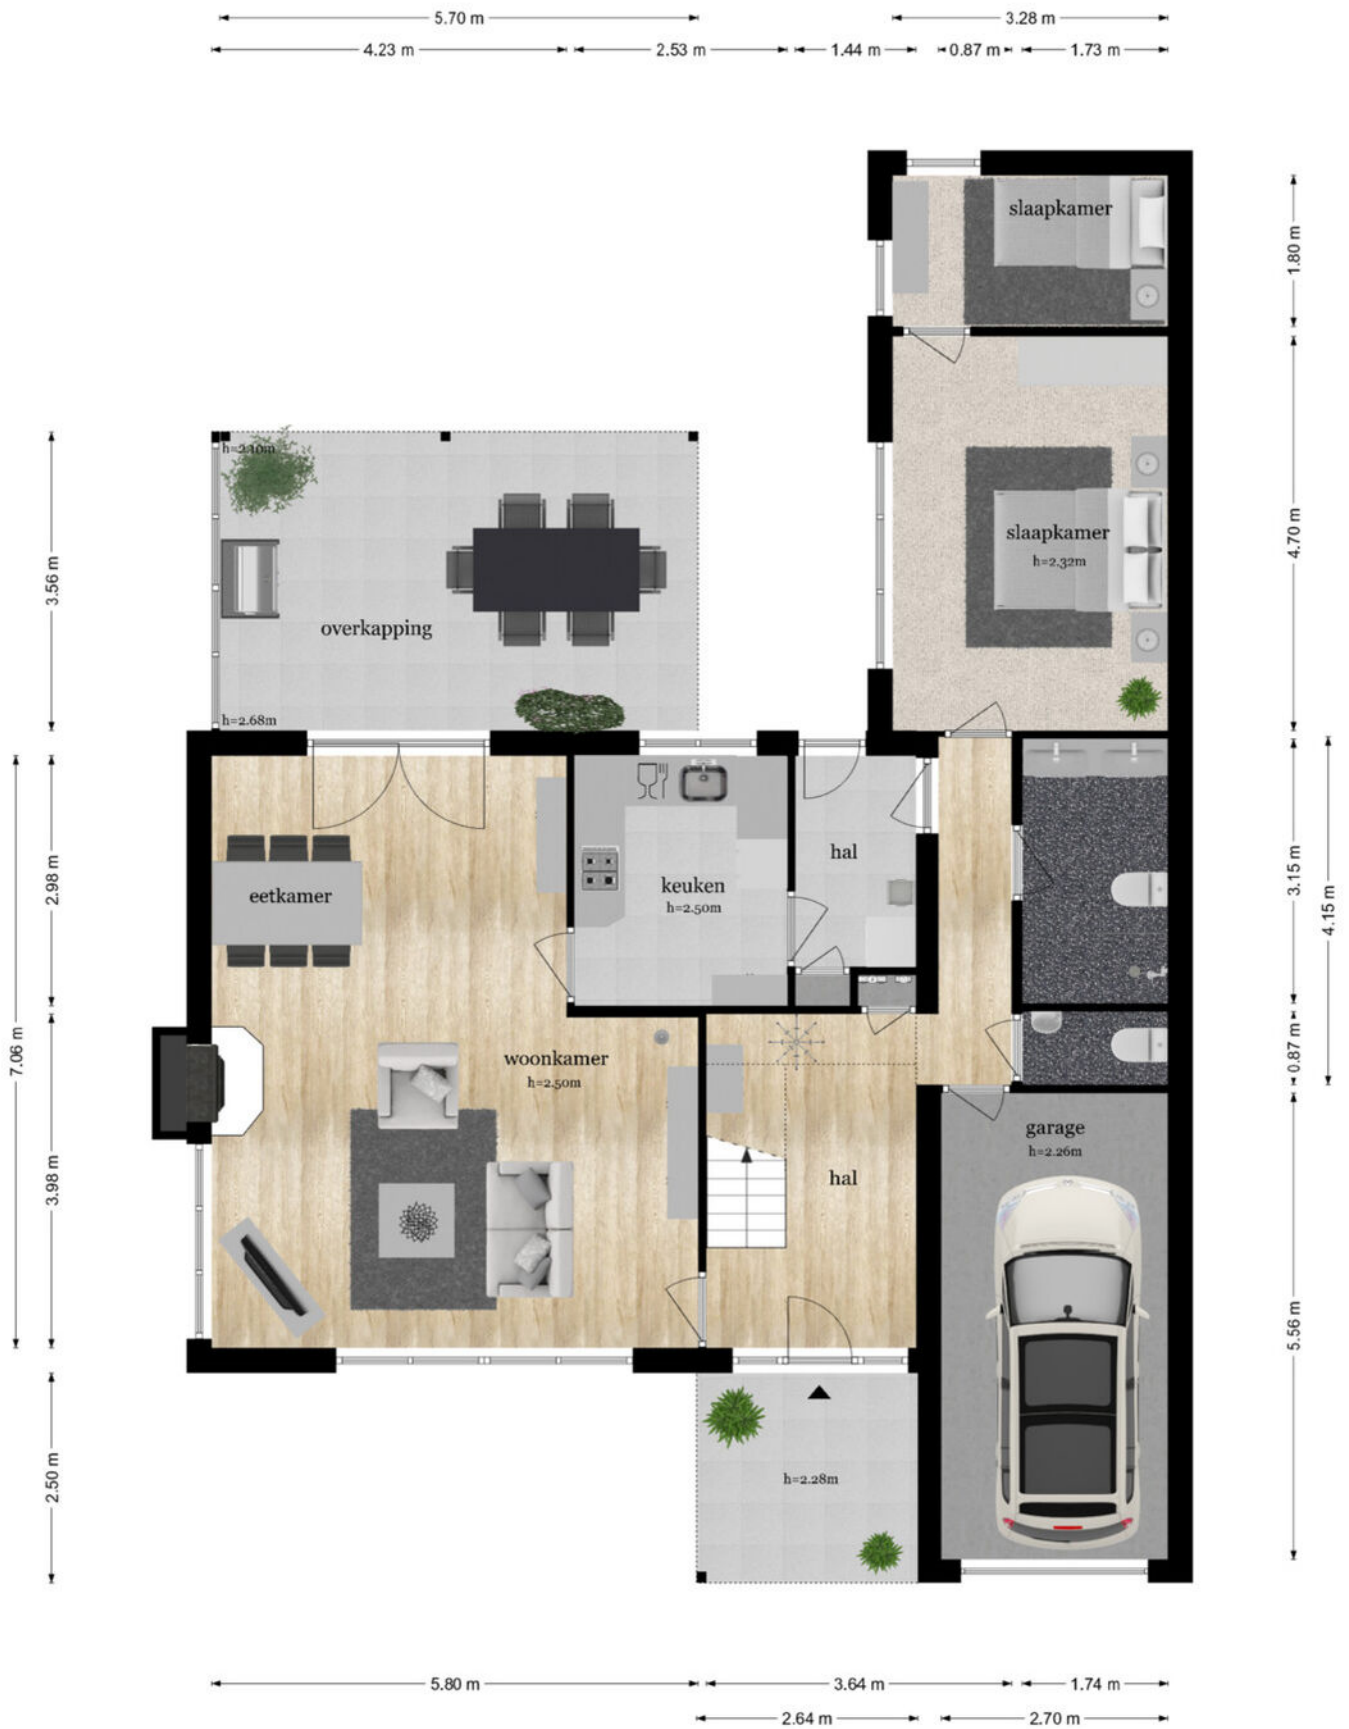 5.70 m
3.28 m
4.23 m
2.53 m
1.44 m
0.87 m
1.73 m
slaapkamer
1.80 m
h=2.10m
slaapkamer
h=2.32m
4.70 m
3.56 m
overkapping
h=2.68m
hal
keuken
h=2.50m
eetkamer
2.98 m
3.15 m
4.15 m
7.06 m
woonkamer
h=2.50m
0.87 m
garage
h=2.26m
hal
3.98 m
5.56 m
h=2.28m
2.50 m
5.80 m
3.64 m
1.74 m
2.64 m
2.70 m